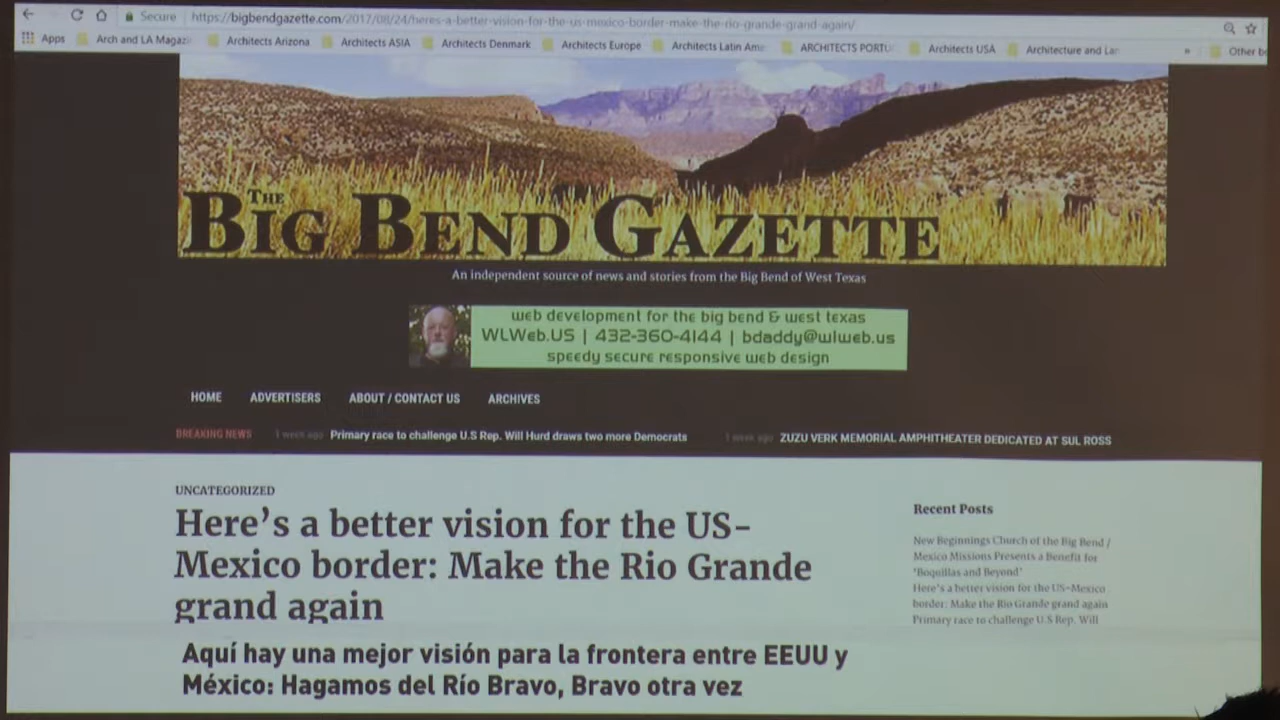 Secure https://bigbendgazette.com/2017/08/24/heres-a-better-vision-for-the-us-mexico-border-make-the-rio-grande-grand-again/
Apps Arch and LA Magaz Architects Arizona Architects ASIA Architects Denmark Architects Europe Architects Latin Ame ARCHITECTS PORTU Architects USA Architecture and Lan » Other b
THE BIG BEND GAZETTE
An independent source of news and stories from the Big Bend of West Texas
web development for the big bend & west texas
WLWeb.US | 432-360-4144 | bdaddy@wlweb.us
speedy secure responsive web design
HOME ADVERTISERS ABOUT / CONTACT US ARCHIVES
BREAKING NEWS 1 week ago Primary race to challenge U.S Rep. Will Hurd draws two more Democrats 1 week ago ZUZU VERK MEMORIAL AMPHITHEATER DEDICATED AT SUL ROSS
UNCATEGORIZED
Here's a better vision for the US-
Mexico border: Make the Rio Grande
grand again
Aquí hay una mejor visión para la frontera entre EEUU y
México: Hagamos del Río Bravo, Bravo otra vez
Recent Posts
New Beginnings Church of the Big Bend /
Mexico Missions Presents a Benefit for
'Boquillas and Beyond'
Here's a better vision for the US-Mexico
border: Make the Rio Grande grand again
Primary race to challenge U.S Rep. Will